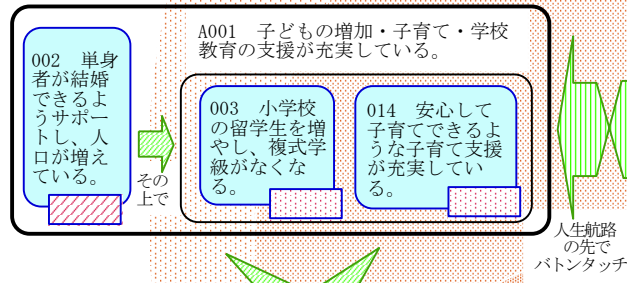 A001　子どもの増加・子育て・学校
教育の支援が充実している。
002　単身
者が結婚
できるよ
うサポー
トし、人
口が増え
ている。
その
上で
003　小学校
の留学生を増
やし、複式学
級がなくな
る。
014　安心して
子育てできるよ
うな子育て支援
が充実してい
る。
人生航路
の先で
バトンタッチ